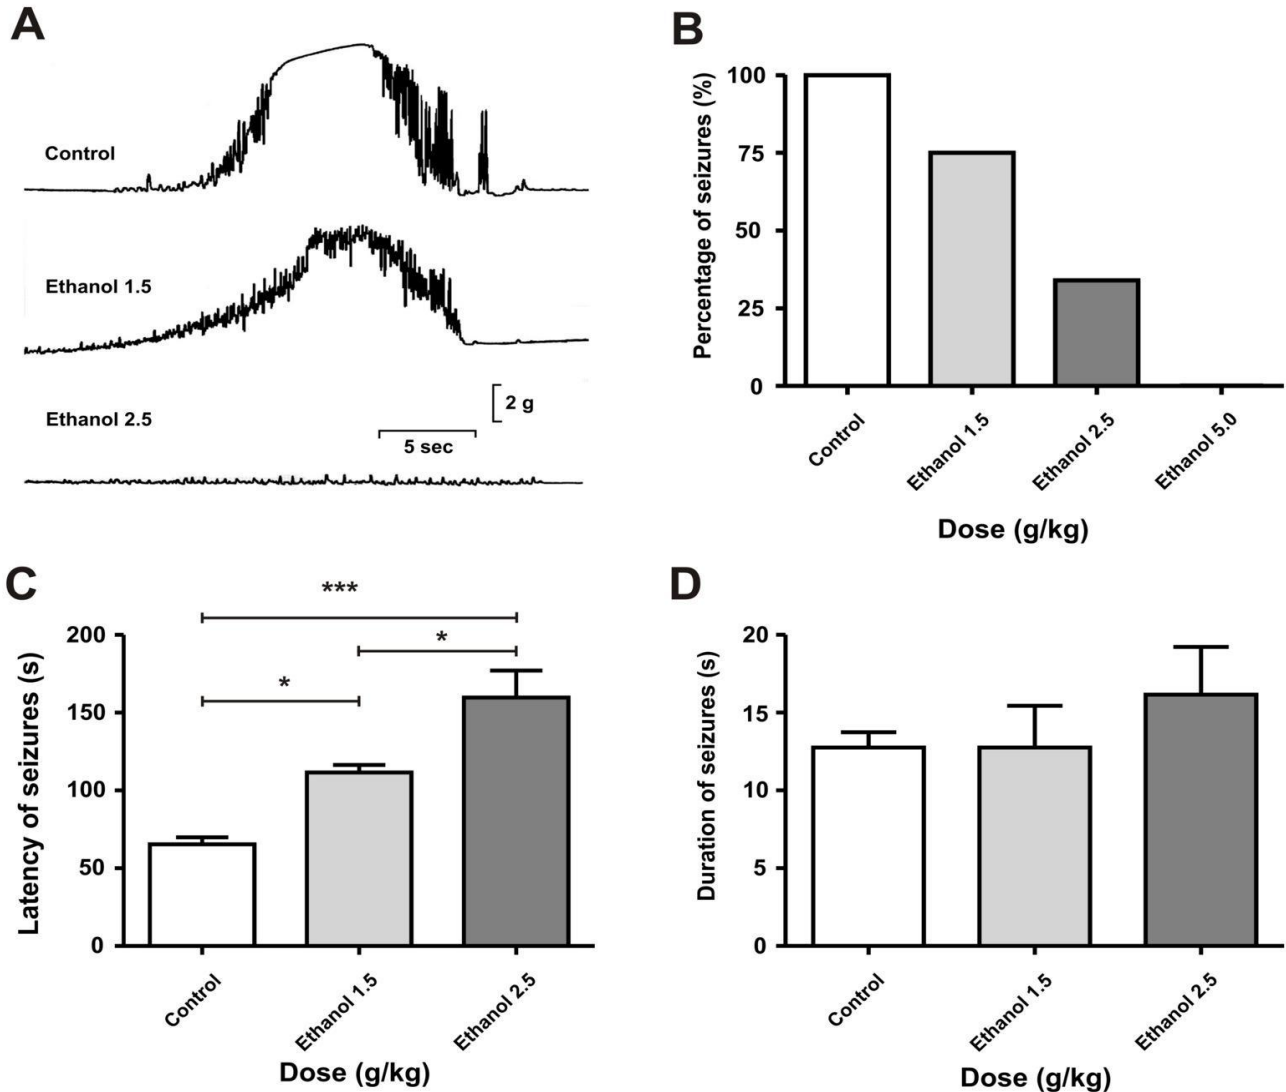 A
Control
Ethanol 1.5
Ethanol 2.5
2 g
5 sec
B
Percentage of seizures (%)
100
75
50
25
0
Control
Ethanol 1.5
Ethanol 2.5
Ethanol 5.0
Dose (g/kg)
C
***
*
*
Latency of seizures (s)
200
150
100
50
0
Control
Ethanol 1.5
Ethanol 2.5
Dose (g/kg)
D
Duration of seizures (s)
20
15
10
5
0
Control
Ethanol 1.5
Ethanol 2.5
Dose (g/kg)